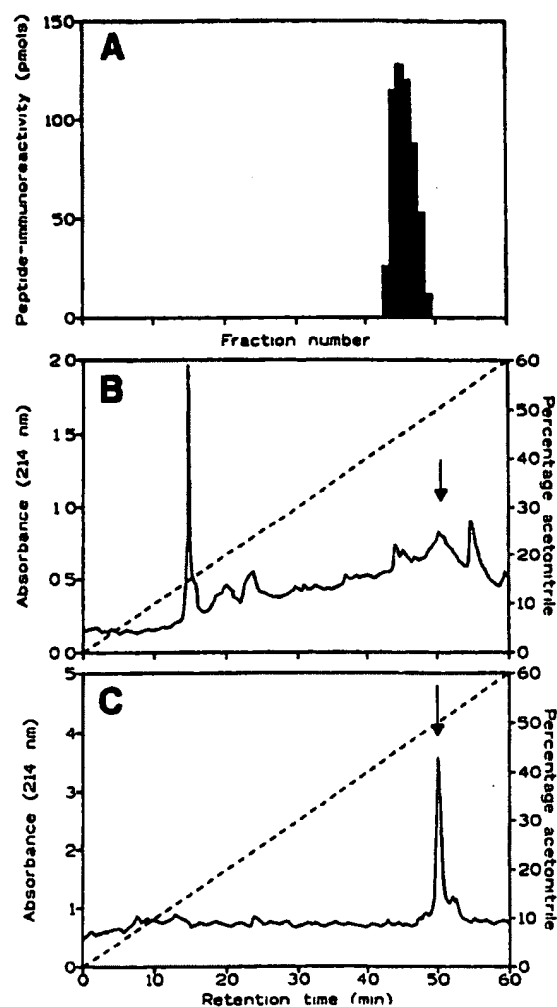 A
Peptide-immunoreactivity (pmols)
150
100
50
0
Fraction number
B
Absorbance (214 nm)
2 0
1 5
1 0
0 5
0 0
60
50
40
30
20
10
0
Percentage acetonitrile
C
Absorbance (214 nm)
5
4
3
2
1
0
60
50
40
30
20
10
0
Percentage acetonitrile
0 10 20 30 40 50 60
Retention time (min)